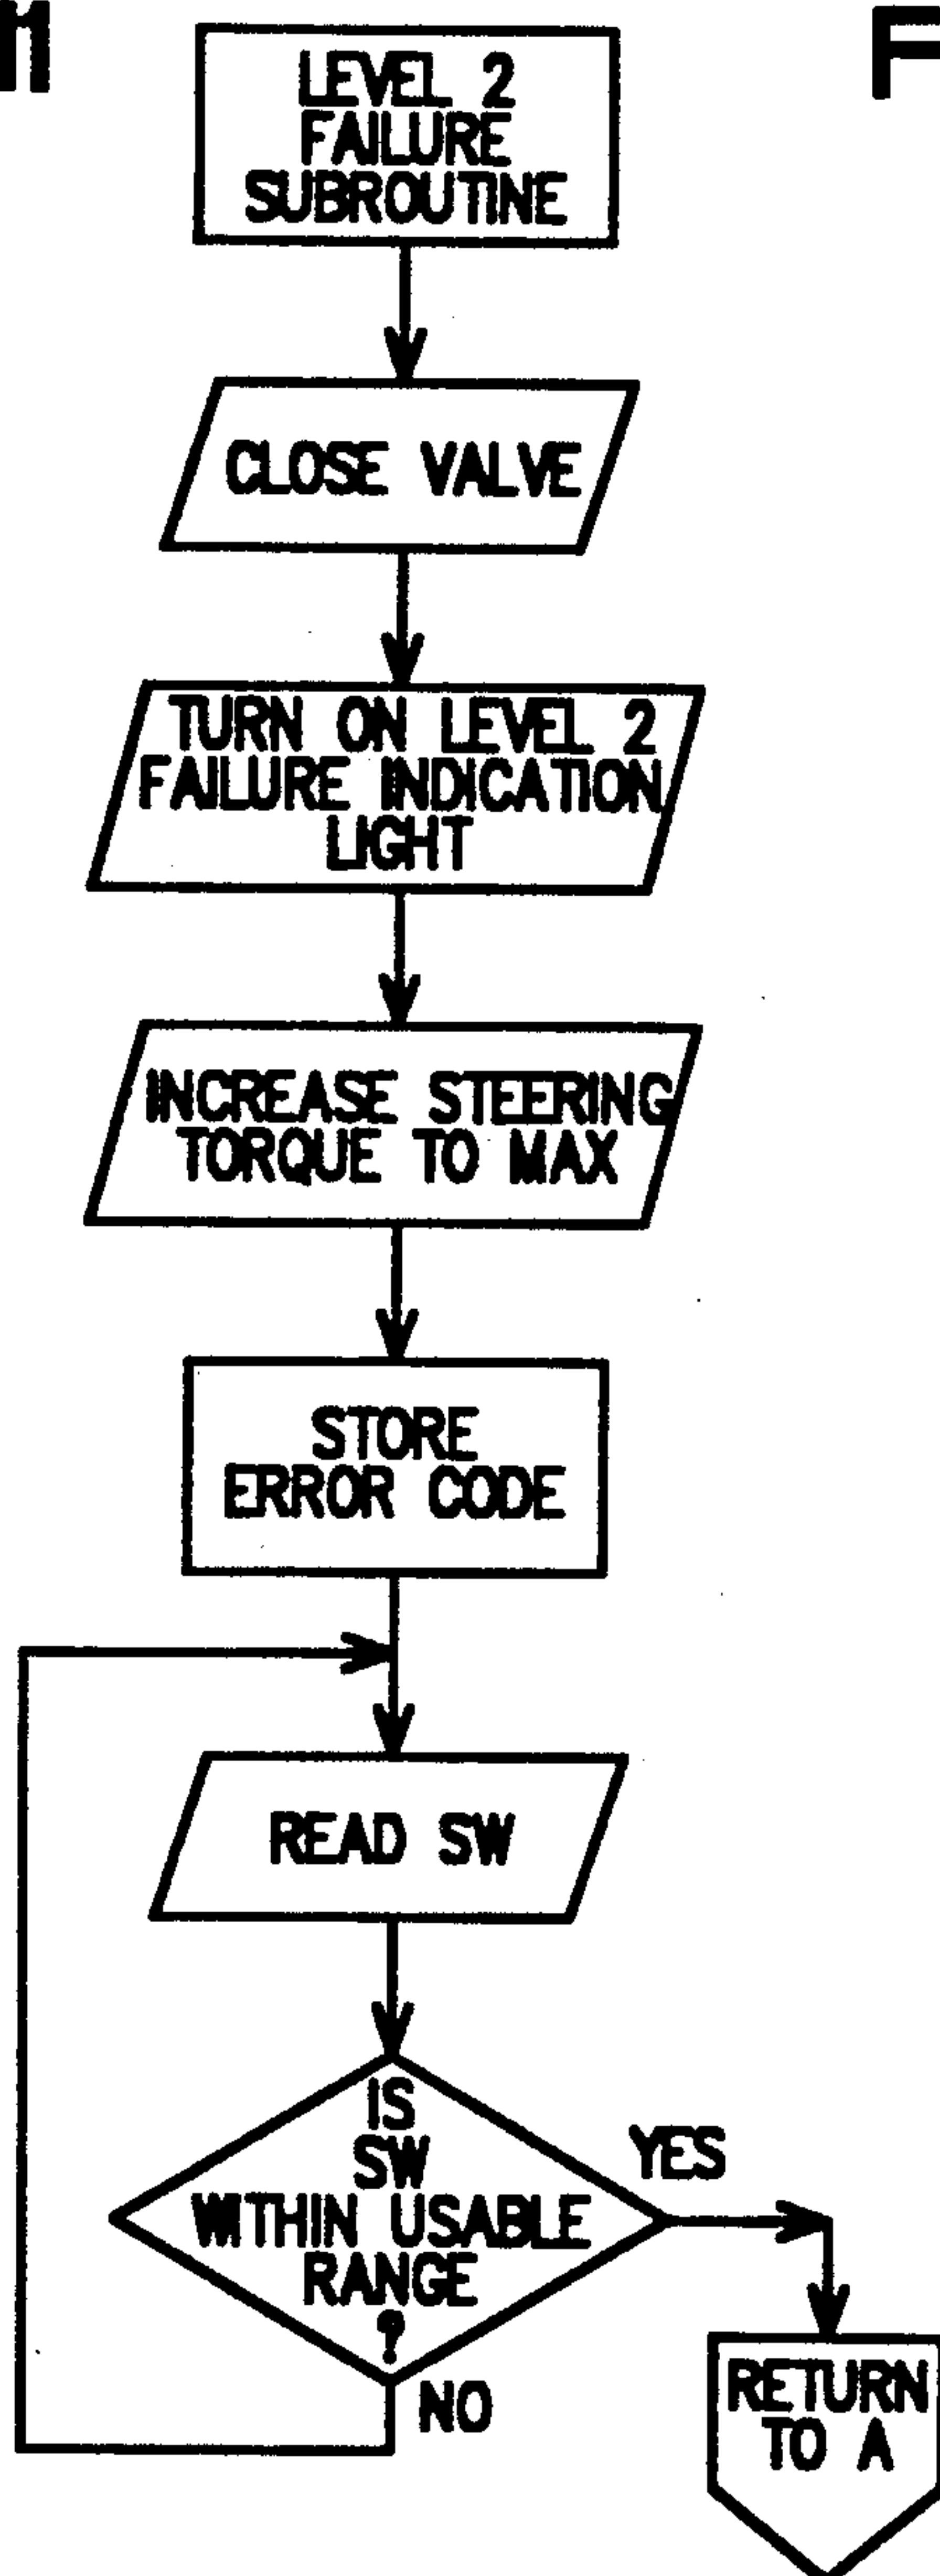 LEVEL 2
FAILURE
SUBROUTINE
CLOSE VALVE
TURN ON LEVEL 2
FAILURE INDICATION
LIGHT
INCREASE STEERING
TORQUE TO MAX
STORE
ERROR CODE
READ SW
IS
SW
WITHIN USABLE
RANGE
?
YES
NO
RETURN
TO A